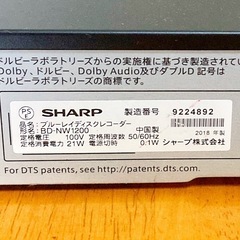 ドルビーラボラトリーズの実施権に基づき製造されてい
Dolby、ドルビー、Dolby Audio及びダブルD 記号は
ビーラボラトリーズの商標です。
PSE
SHARP 製造番号 9224892
品名: ブルーレイディスクレコーダー
形名: BD-NW1200 中国製 2018 年製
定格電圧 100V 定格周波数 50/60Hz
定格消費電力 21W 電源切時 0.1W シャープ株式会社
For DTS patents, see http://patents.dts.com.